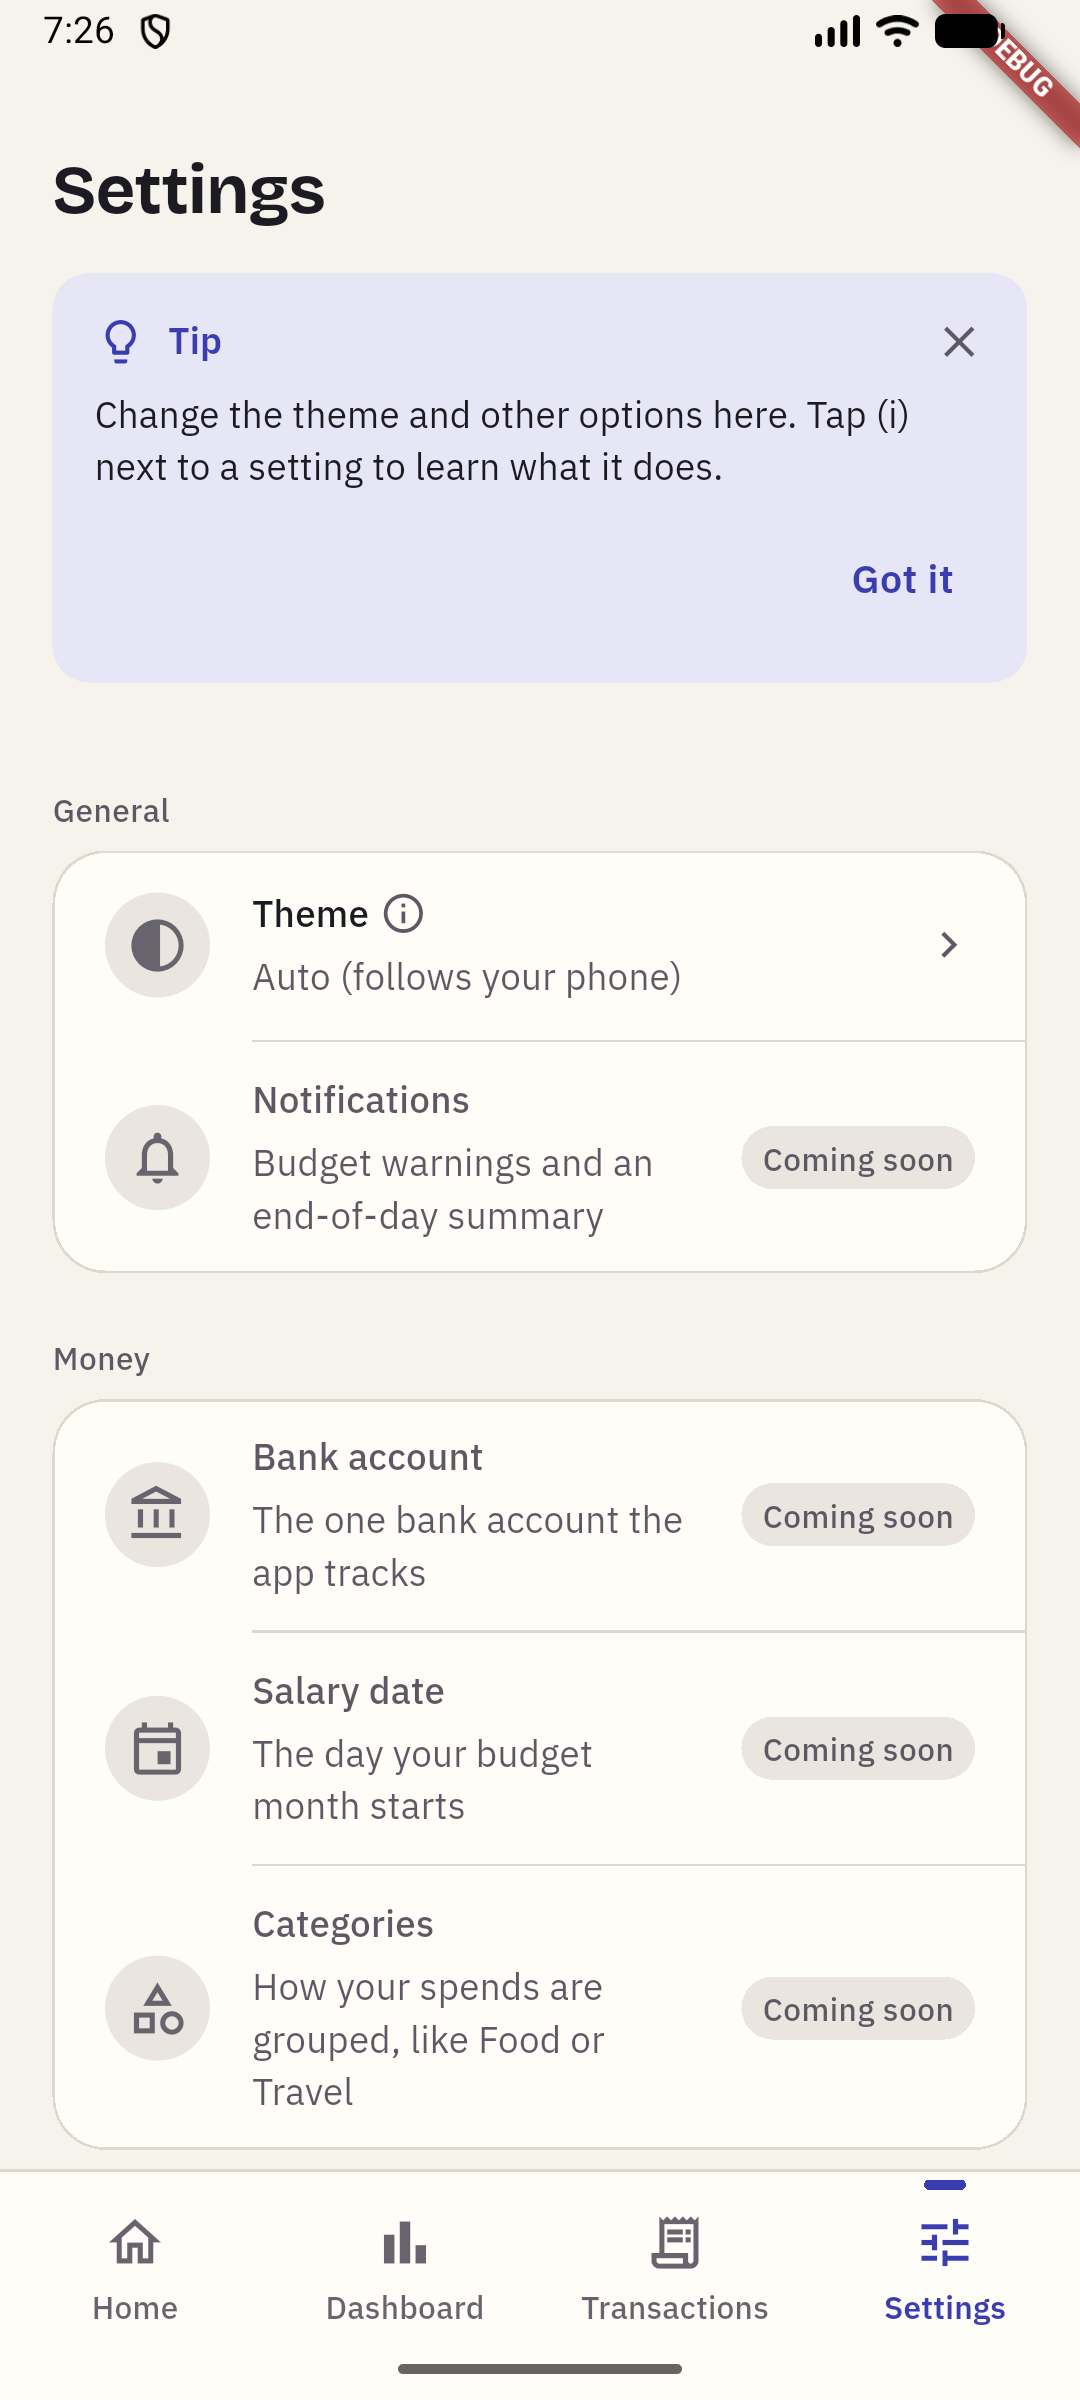 7:26
EBUG
Settings
Tip
Change the theme and other options here. Tap (i)
next to a setting to learn what it does.
Got it
General
Theme
Auto (follows your phone)
Notifications
Budget warnings and an
end-of-day summary
Coming soon
Money
Bank account
The one bank account the
app tracks
Coming soon
Salary date
The day your budget
month starts
Coming soon
Categories
How your spends are
grouped, like Food or
Travel
Coming soon
Home
Dashboard
Transactions
Settings